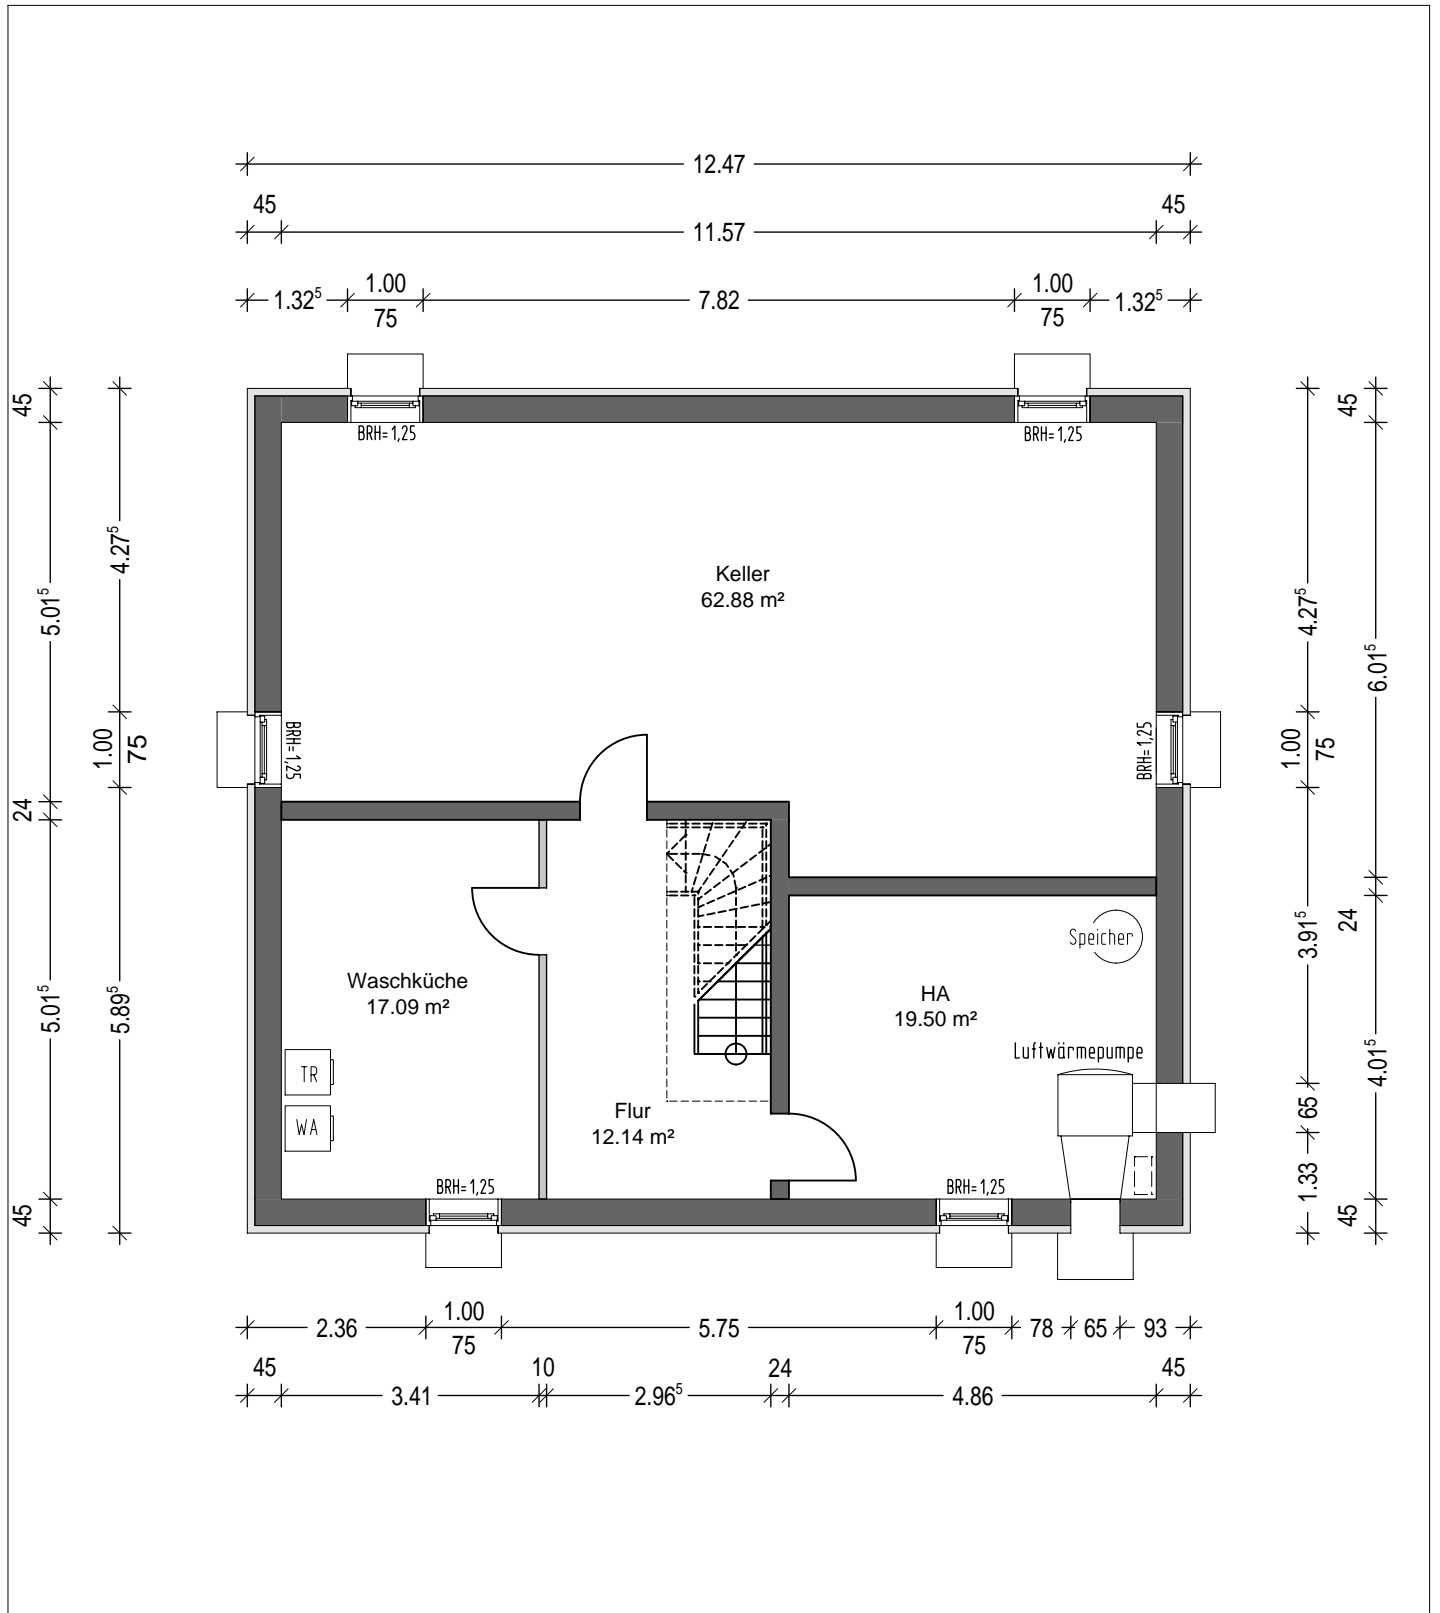 12.47
45 45
11.57
1.00 1.00
1.32⁵ 7.82 1.32⁵
75 75
45
5.01⁵
24
5.01⁵
45
4.27⁵
1.00
75
5.89⁵
BRH= 1,25
BRH= 1,25
Keller
62.88 m²
BRH= 1,25
BRH= 1,25
Waschküche
17.09 m²
TR
WA
Flur
12.14 m²
HA
19.50 m²
Speicher
Luftwärmepumpe
BRH= 1,25
BRH= 1,25
4.27⁵
1.00
75
3.91⁵
65
1.33
45
6.01⁵
24
4.01⁵
45
1.00 1.00
2.36 5.75 78 65 93
75 75
45 10 24 45
3.41 2.96⁵ 4.86